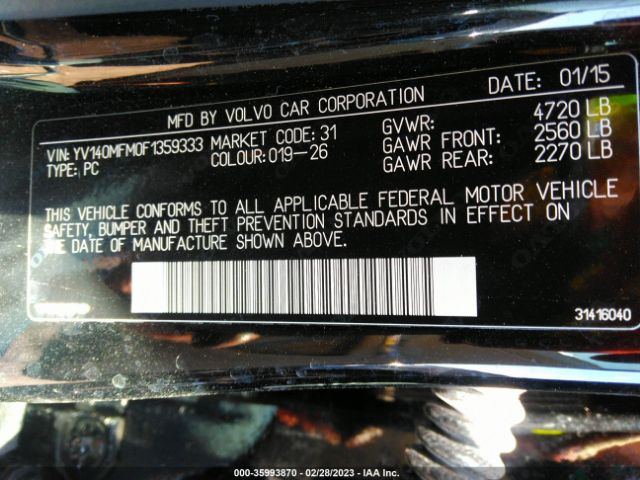 DATE: 01/15
MFD BY VOLVO CAR CORPORATION
VIN: YV140MFM0F1359333 MARKET CODE: 31 GVWR: 4720 LB
TYPE: PC COLOUR: 019-26 GAWR FRONT: 2560 LB
GAWR REAR: 2270 LB
THIS VEHICLE CONFORMS TO ALL APPLICABLE FEDERAL MOTOR VEHICLE
SAFETY, BUMPER AND THEFT PREVENTION STANDARDS IN EFFECT ON
THE DATE OF MANUFACTURE SHOWN ABOVE.
31416040
000-35993870 - 02/28/2023 - IAA Inc.